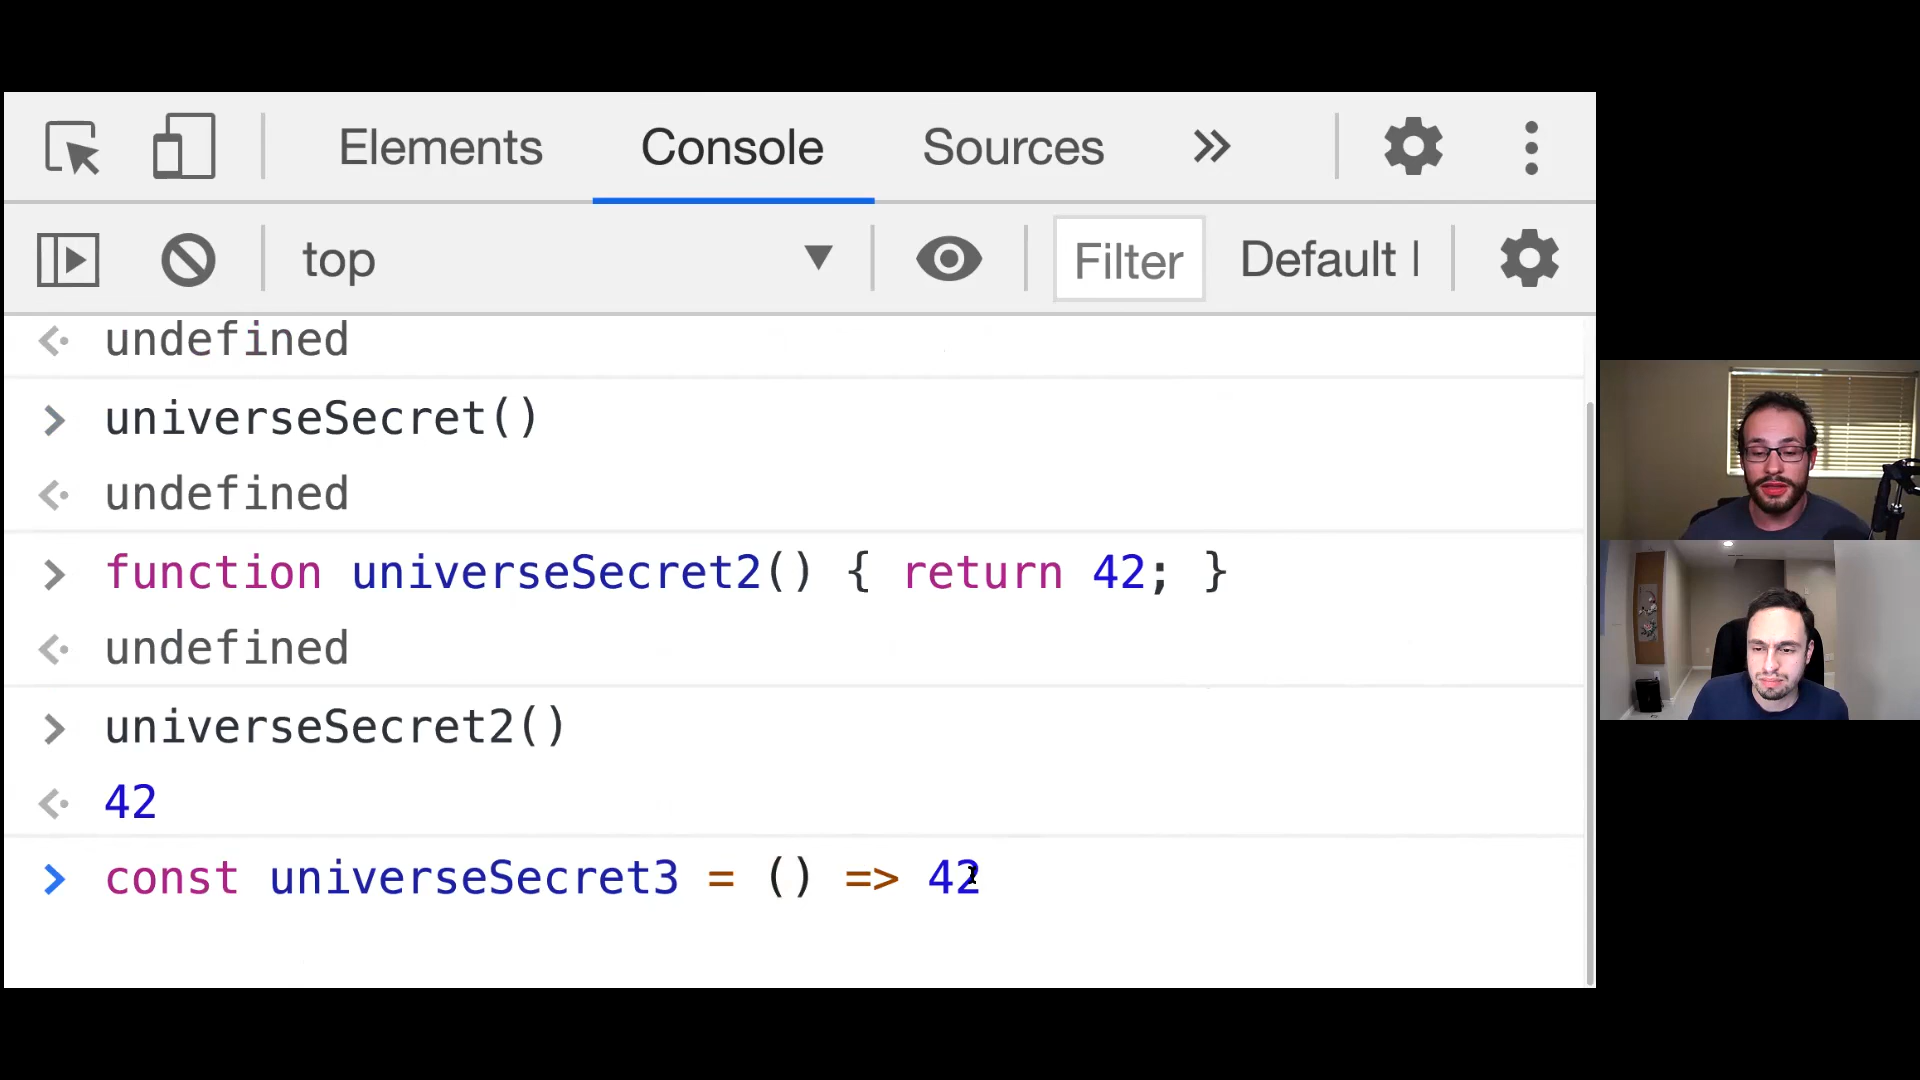 Elements Console Sources
top Filter Default
undefined
universeSecret()
undefined
function universeSecret2() { return 42; }
undefined
universeSecret2()
42
const universeSecret3 = () => 42